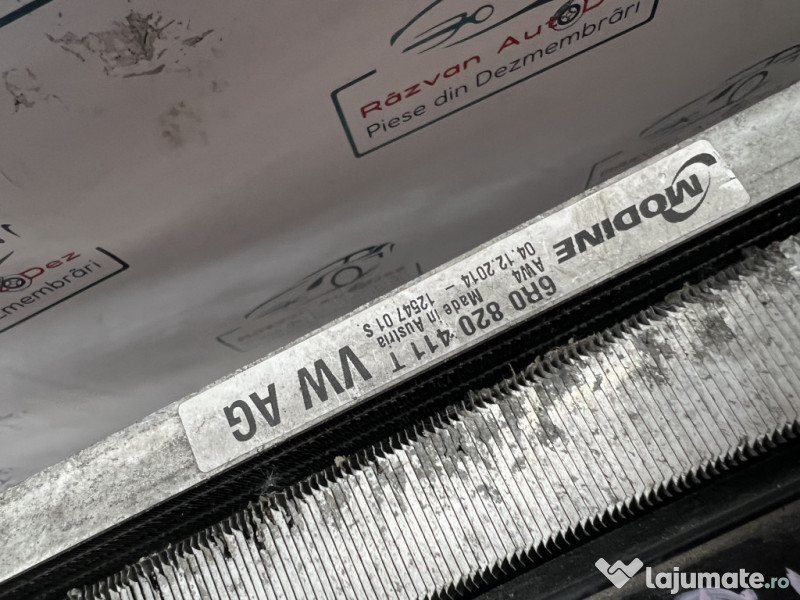 Răzvan AutoDez
Piese din Dezmembrări
Dez
Dezmembrări
MODINE
6R0 820 411 T VW AG
AW4 Made in Austria
04.12.2014 - 12547 01 S
lajumate.ro